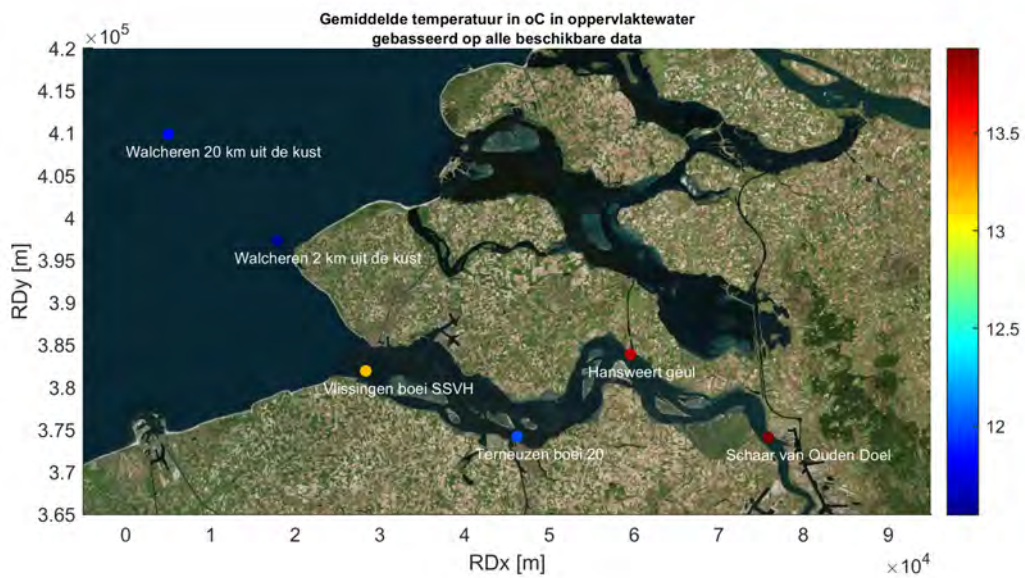 Gemiddelde temperatuur in oC in oppervlaktewater
gebasseerd op alle beschikbare data
×10⁵
4.2
4.15
4.1
4.05
4
3.95
3.9
3.85
3.8
3.75
3.7
3.65
RDy [m]
Walcheren 20 km uit de kust
Walcheren 2 km uit de kust
Vlissingen boei SSVH
Terneuzen boei 20
Hansweert geul
Schaar van Ouden Doel
13.5
13
12.5
12
0 1 2 3 4 5 6 7 8 9
×10⁴
RDx [m]